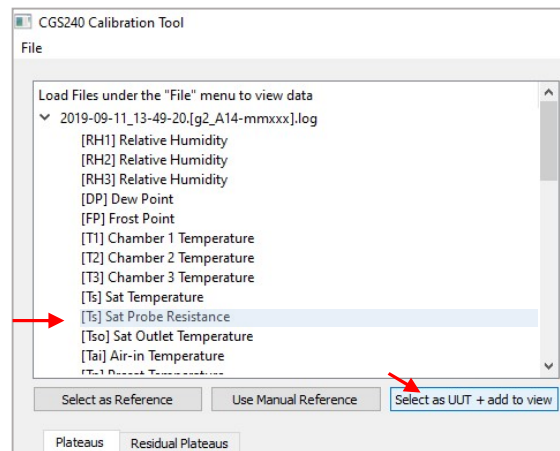 CGS240 Calibration Tool
File
Load Files under the "File" menu to view data
2019-09-11_13-49-20.[g2_A14-mmxxx].log
[RH1] Relative Humidity
[RH2] Relative Humidity
[RH3] Relative Humidity
[DP] Dew Point
[FP] Frost Point
[T1] Chamber 1 Temperature
[T2] Chamber 2 Temperature
[T3] Chamber 3 Temperature
[Ts] Sat Temperature
[Ts] Sat Probe Resistance
[Tso] Sat Outlet Temperature
[Tai] Air-in Temperature
Temperature
Select as Reference
Use Manual Reference
Select as UUT + add to view
Plateaus
Residual Plateaus